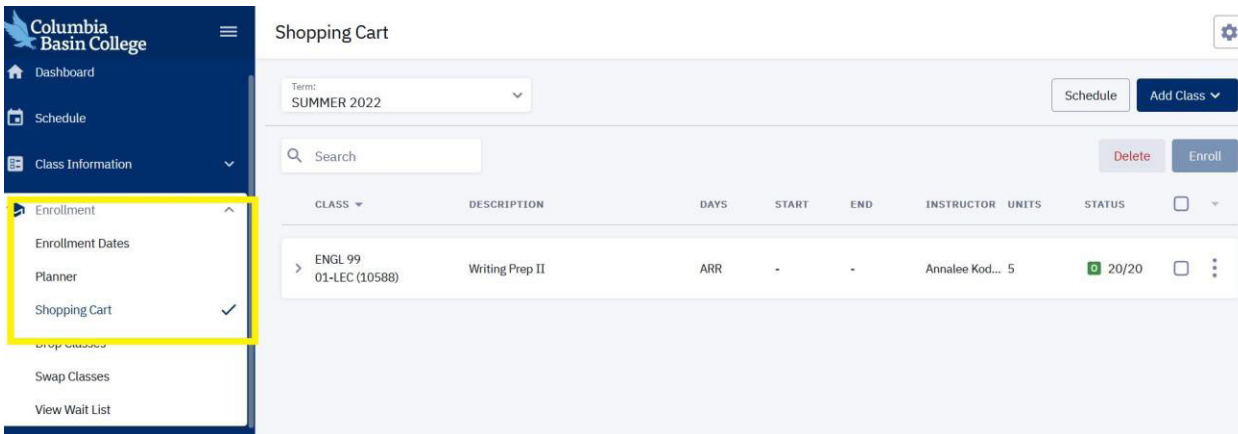 Columbia
Basin College
Shopping Cart
Dashboard
Term:
SUMMER 2022
Schedule
Add Class
Schedule
Search
Delete
Enroll
Class Information
CLASS DESCRIPTION DAYS START END INSTRUCTOR UNITS STATUS
Enrollment
Enrollment Dates
Planner
Shopping Cart
ENGL 99
01-LEC (10588)
Writing Prep II
ARR
-
-
Annalee Kod...
5
O 20/20
Drop Classes
Swap Classes
View Wait List